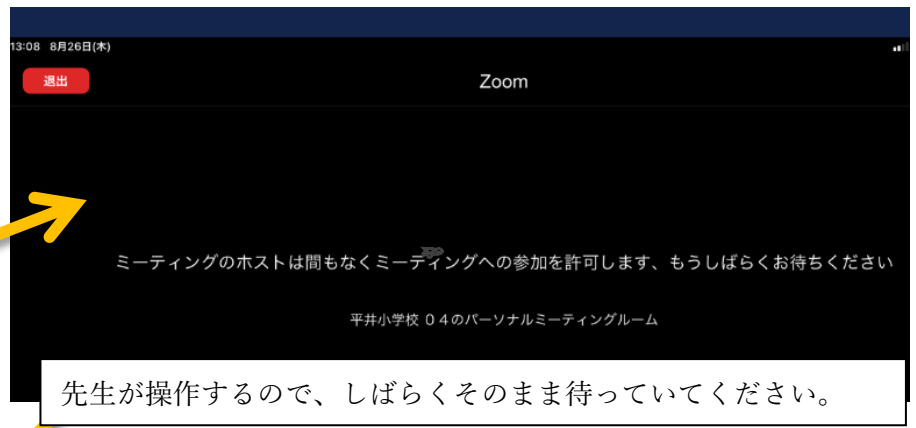 13:08 8月26日(木)
退出
Zoom
ミーティングのホストは間もなくミーティングへの参加を許可します、もうしばらくお待ちください
平井小学校 04のパーソナルミーティングルーム
先生が操作するので、しばらくそのまま待っていてください。